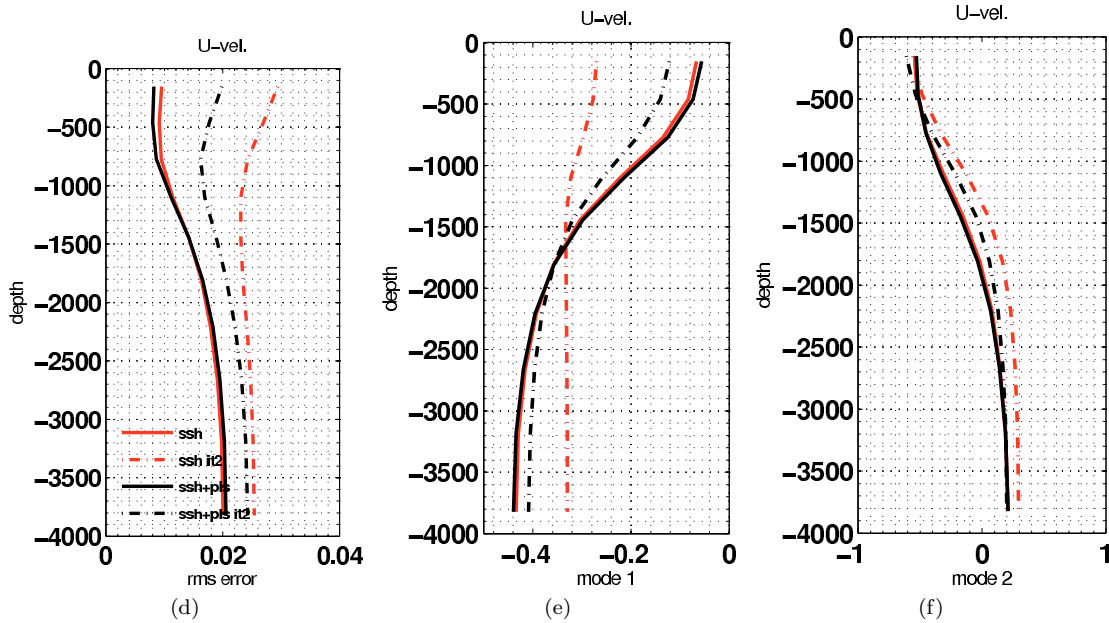 U-vel.
0
−500
−1000
−1500
−2000
−2500
−3000
−3500
−4000
depth
ssh
ssh it2
ssh+pls
ssh+pls it2
0
0.02
0.04
rms error
(d)
U-vel.
0
−500
−1000
−1500
−2000
−2500
−3000
−3500
−4000
depth
−0.4
−0.2
0
mode 1
(e)
U-vel.
0
−500
−1000
−1500
−2000
−2500
−3000
−3500
−4000
depth
−1
0
1
mode 2
(f)